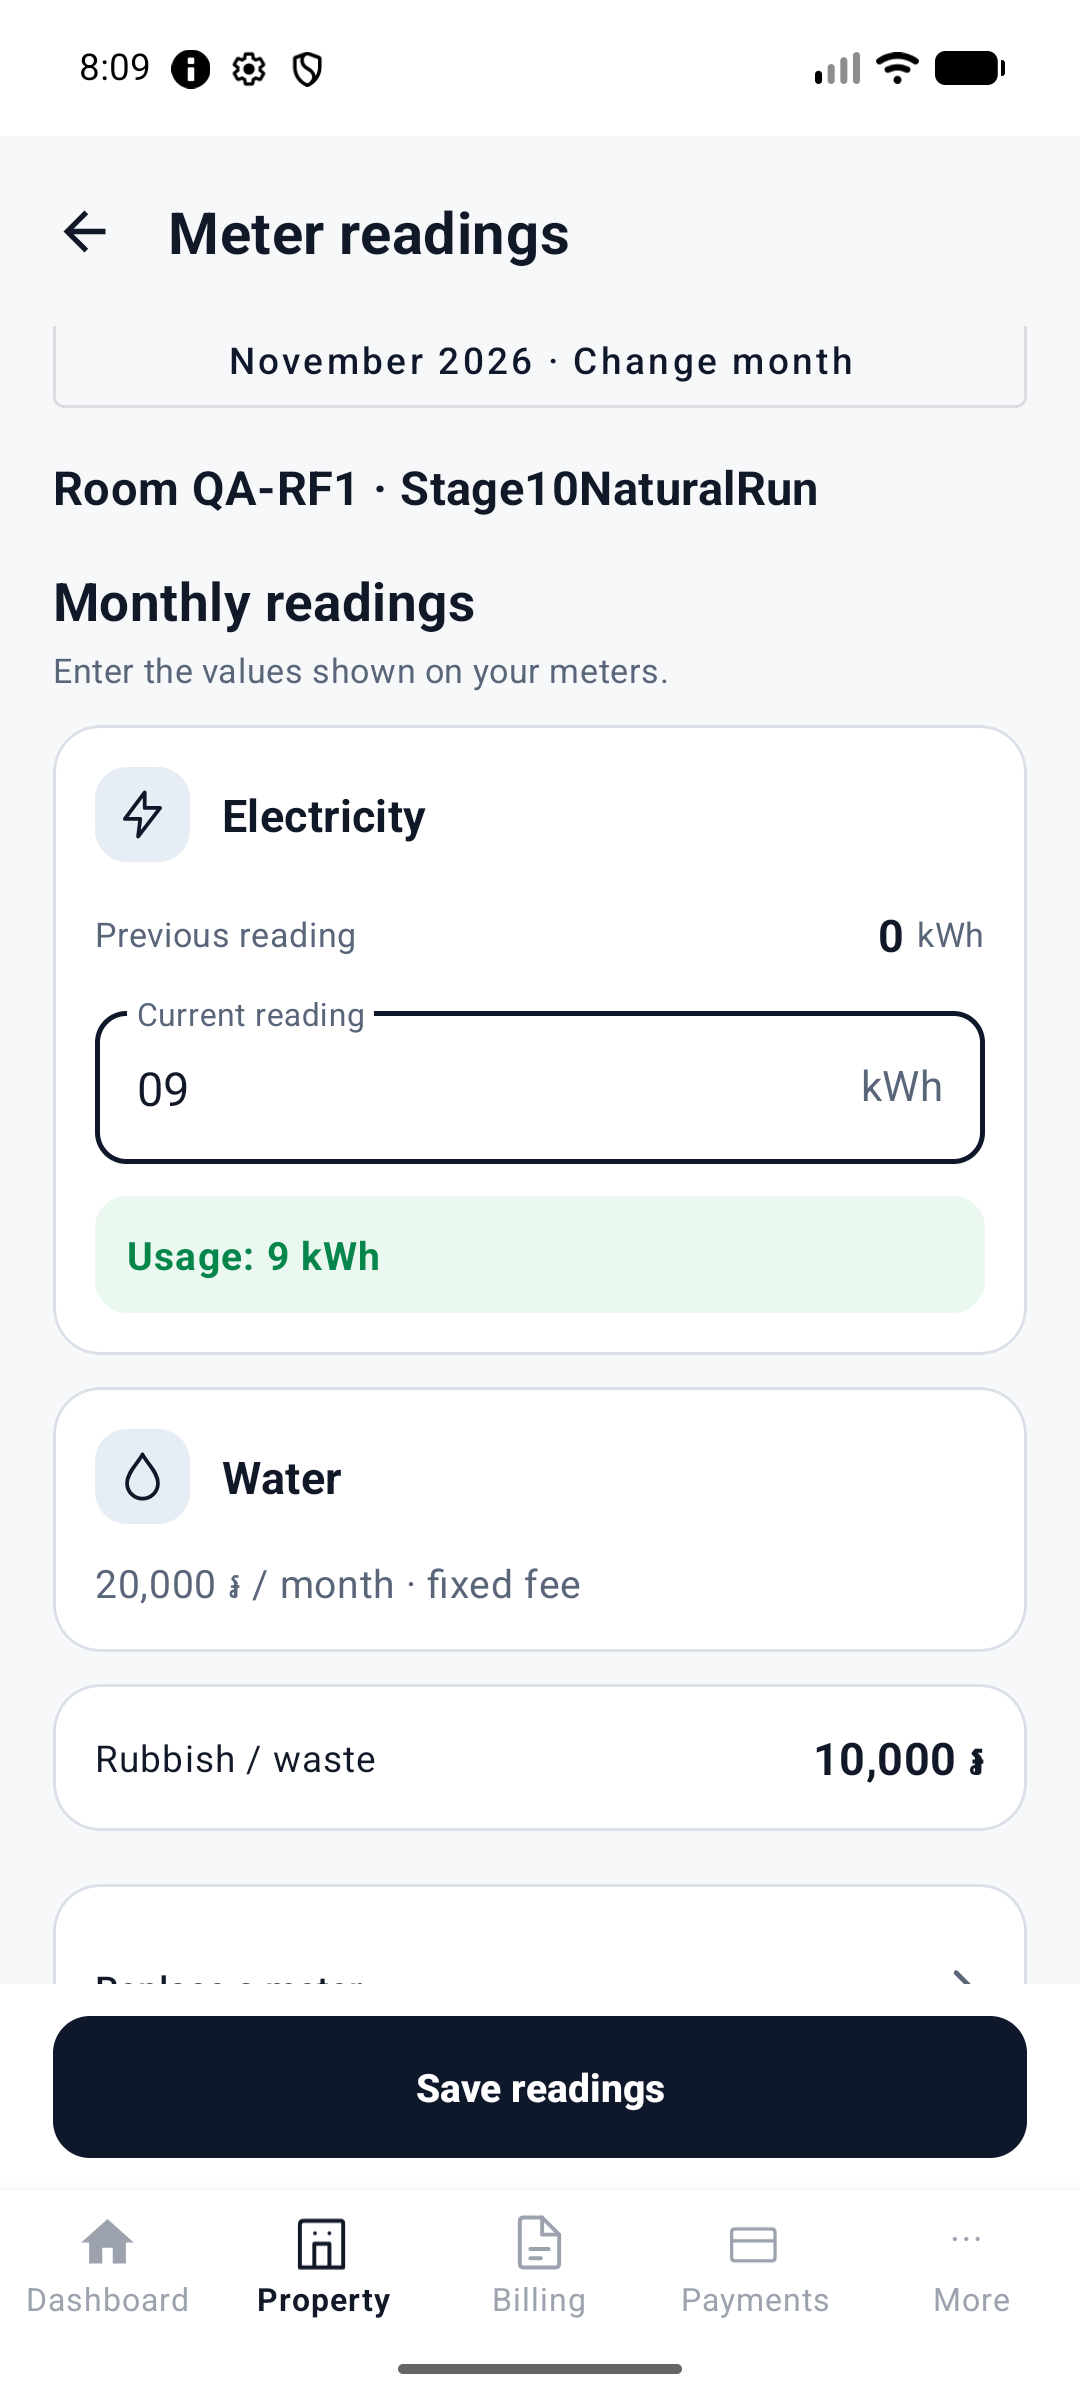 8:09
Meter readings
November 2026 · Change month
Room QA-RF1 · Stage10NaturalRun
Monthly readings
Enter the values shown on your meters.
Electricity
Previous reading
0 kWh
Current reading
09 kWh
Usage: 9 kWh
Water
20,000 / month · fixed fee
Rubbish / waste
10,000
Save readings
Dashboard
Property
Billing
Payments
More